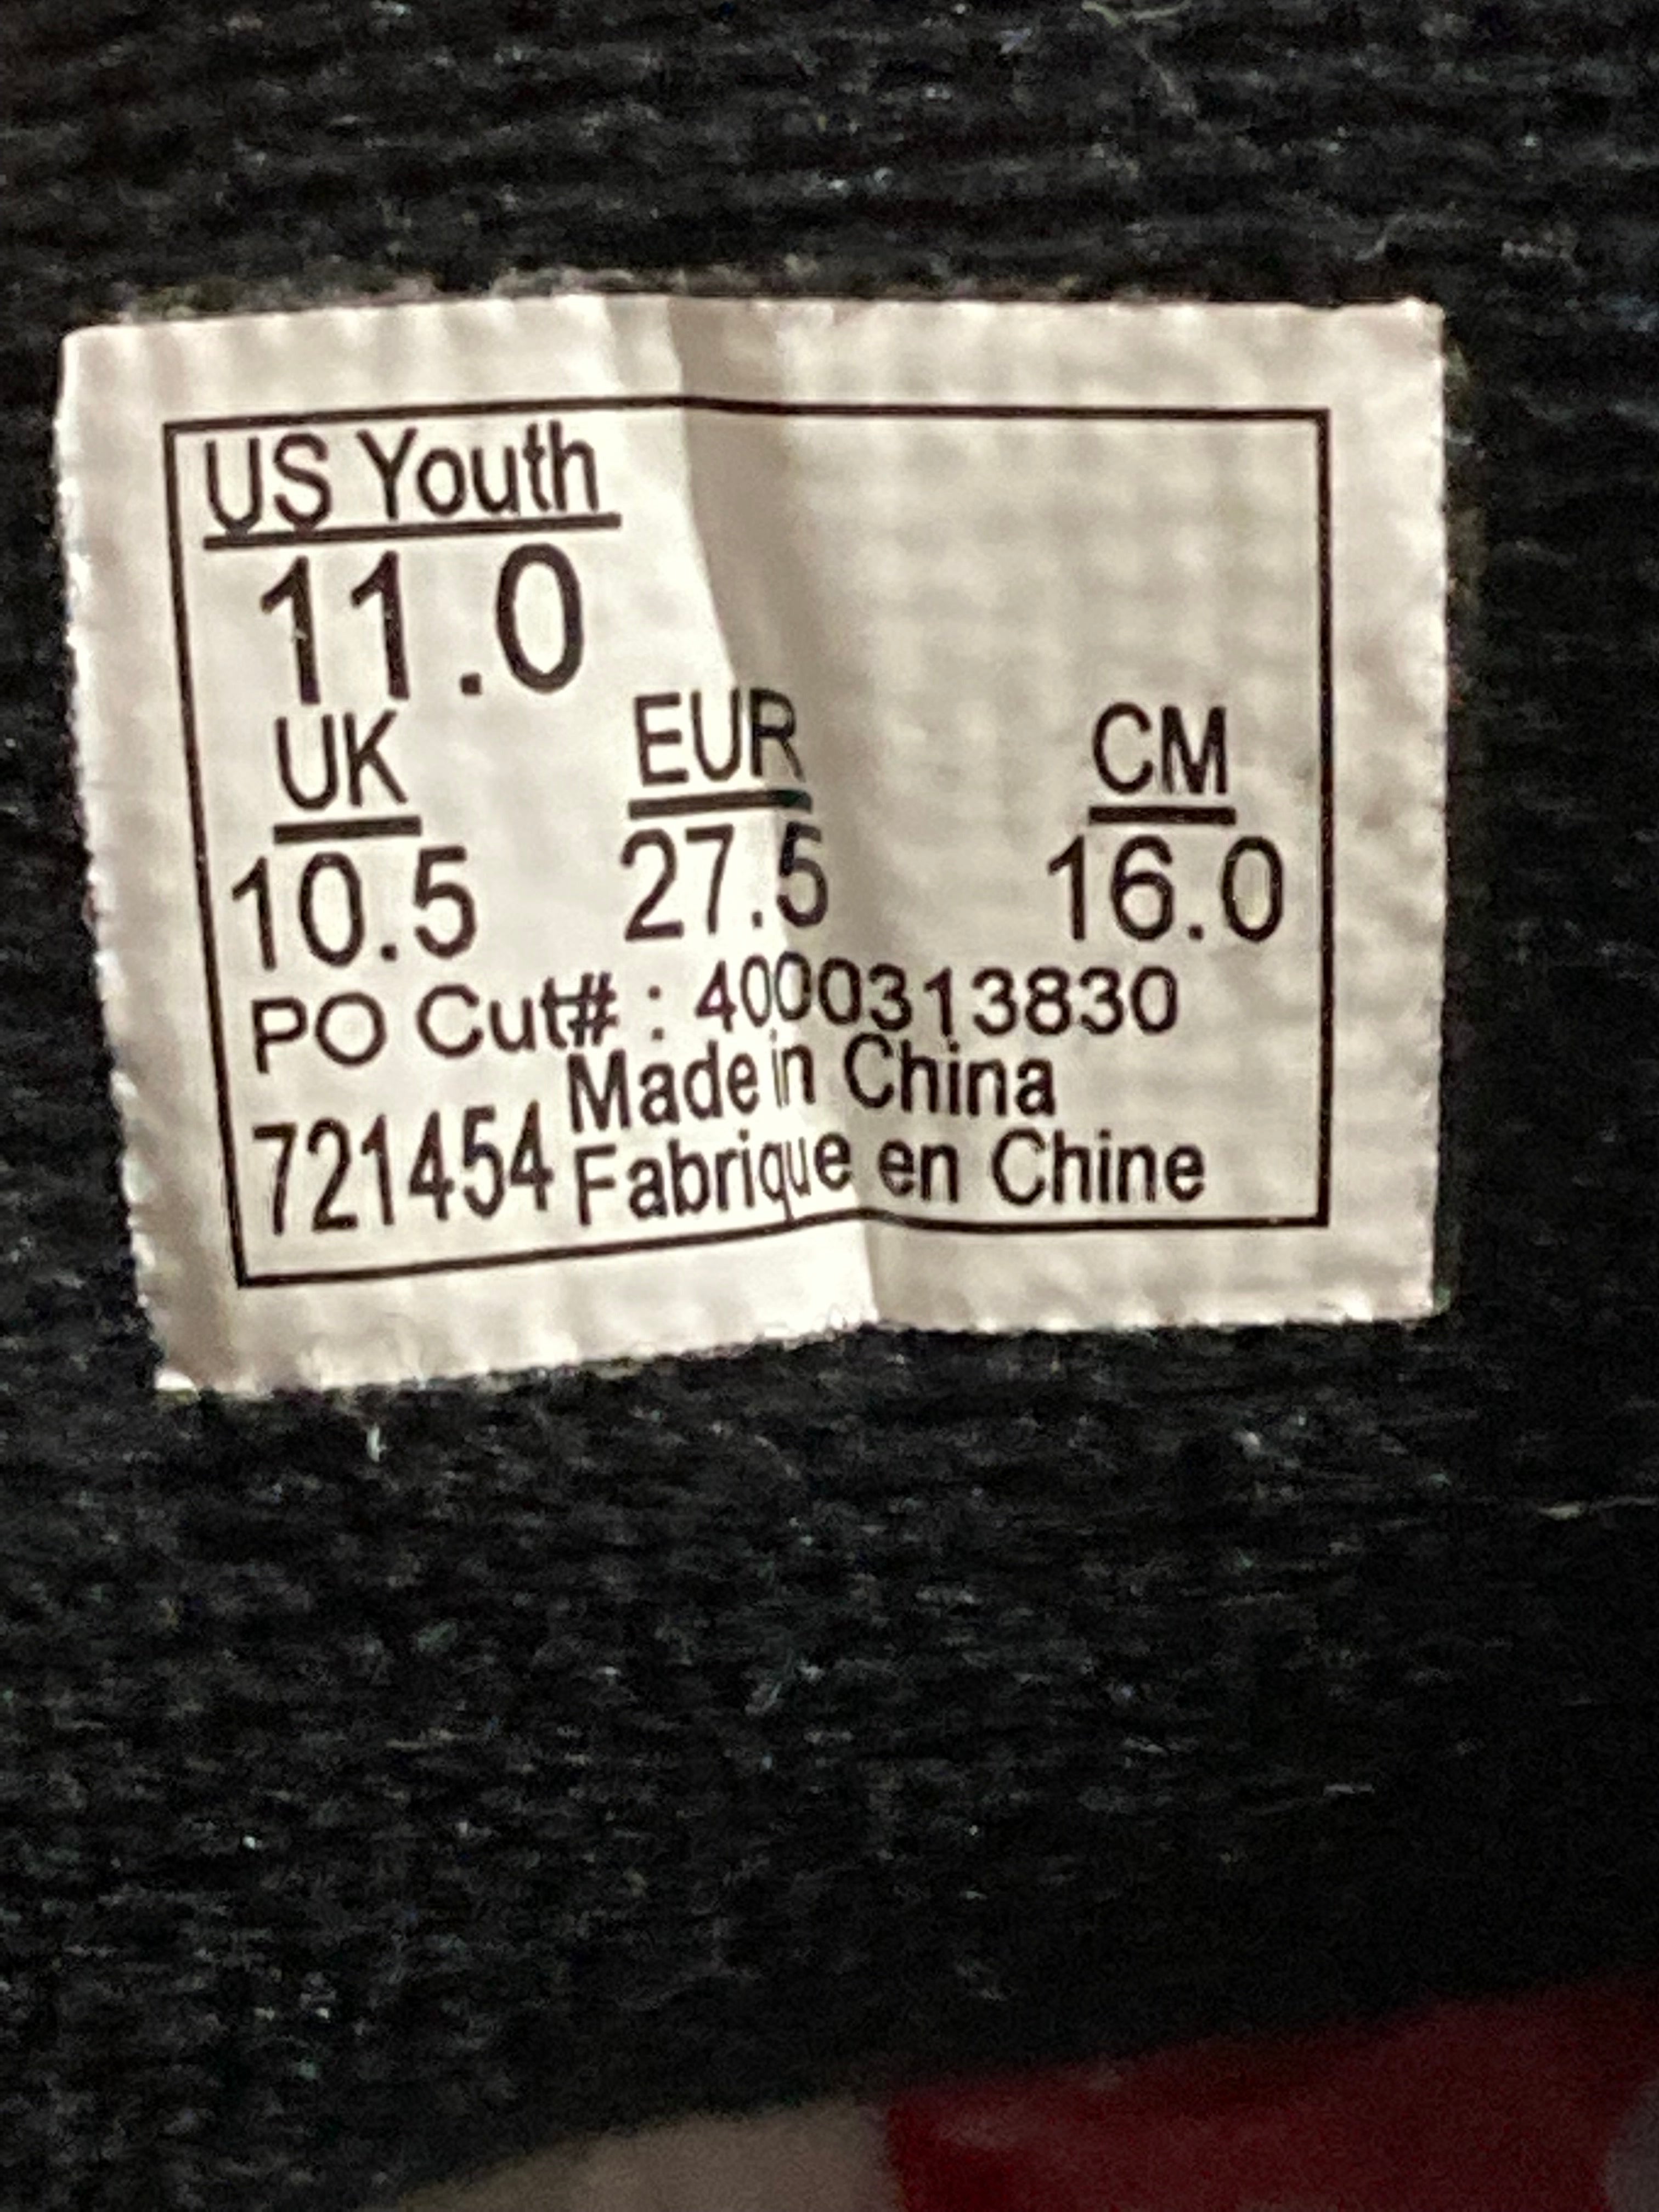 US Youth
11.0
UK EUR CM
10.5 27.5 16.0
PO Cut# : 4000313830
Made in China
721454 Fabrique en Chine